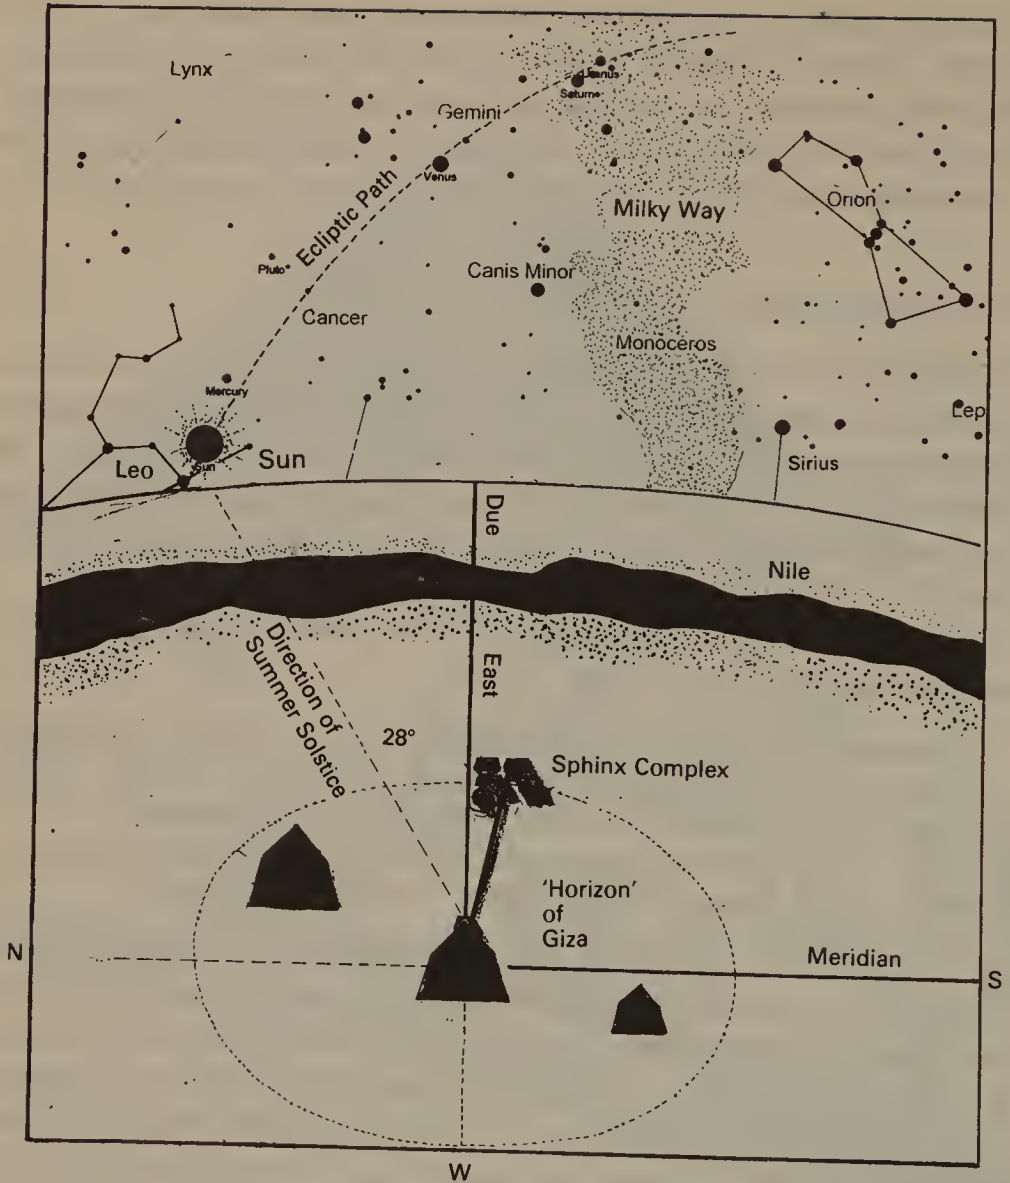 Lynx
Uranus
Saturn
Gemini
Venus
Ecliptic Path
Orion
Milky Way
Pluto
Canis Minor
Cancer
Monoceros
Mercury
Lep
Leo
Sun
Sun
Sirius
Due
East
Nile
Direction of
Summer Solstice
28°
Sphinx Complex
'Horizon'
of
Giza
N
Meridian
S
W